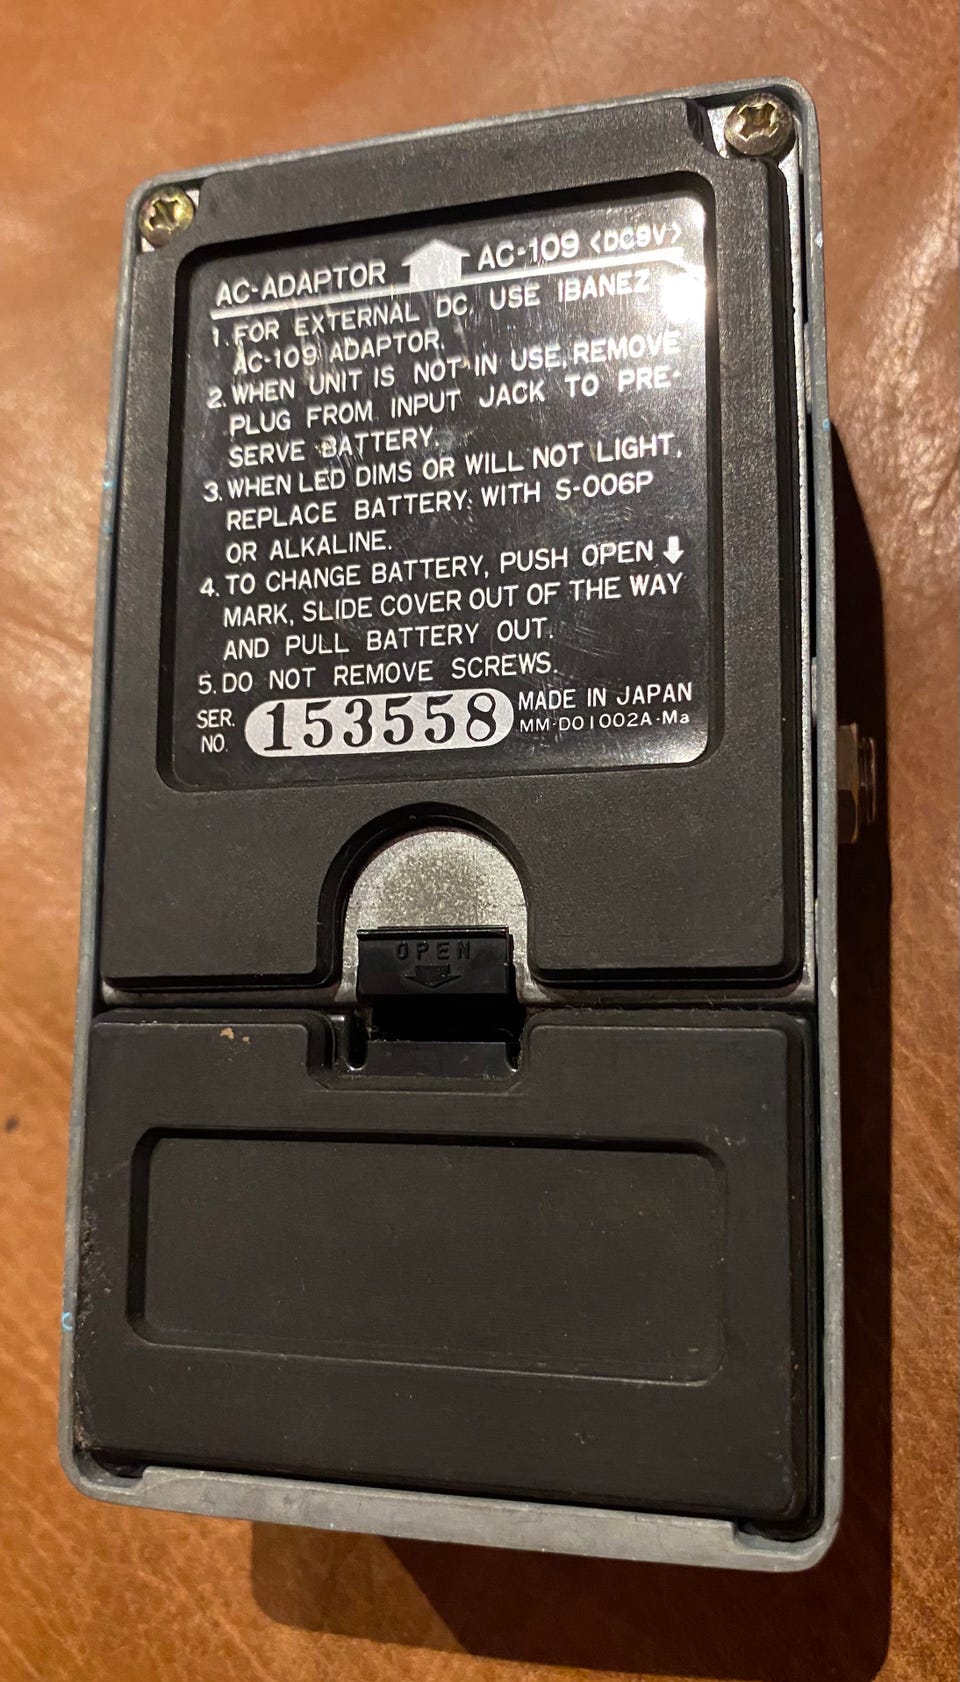 AC-ADAPTOR AC-109 <DC9V>
1. FOR EXTERNAL DC, USE IBANEZ
AC-109 ADAPTOR.
2. WHEN UNIT IS NOT IN USE, REMOVE
PLUG FROM INPUT JACK TO PRE-
SERVE BATTERY.
3. WHEN LED DIMS OR WILL NOT LIGHT,
REPLACE BATTERY WITH S-006P
OR ALKALINE.
4. TO CHANGE BATTERY, PUSH OPEN ⬇
MARK, SLIDE COVER OUT OF THE WAY
AND PULL BATTERY OUT.
5. DO NOT REMOVE SCREWS.
SER. NO. 153558 MADE IN JAPAN
MM-D01002A-Ma
OPEN